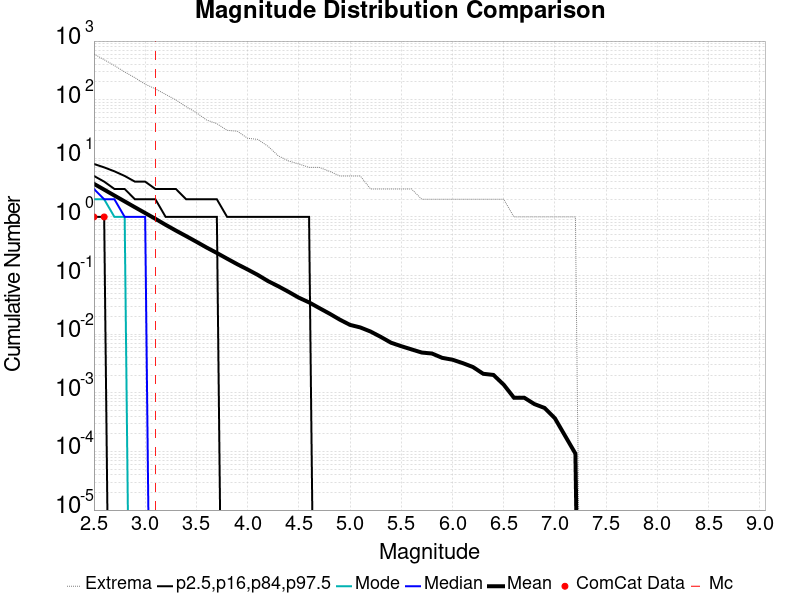 Magnitude Distribution Comparison
10^3
10^2
10^1
10^0
10^-1
10^-2
10^-3
10^-4
10^-5
Cumulative Number
2.5 3.0 3.5 4.0 4.5 5.0 5.5 6.0 6.5 7.0 7.5 8.0 8.5 9.0
Magnitude
Extrema p2.5,p16,p84,p97.5 Mode Median Mean ComCat Data Mc